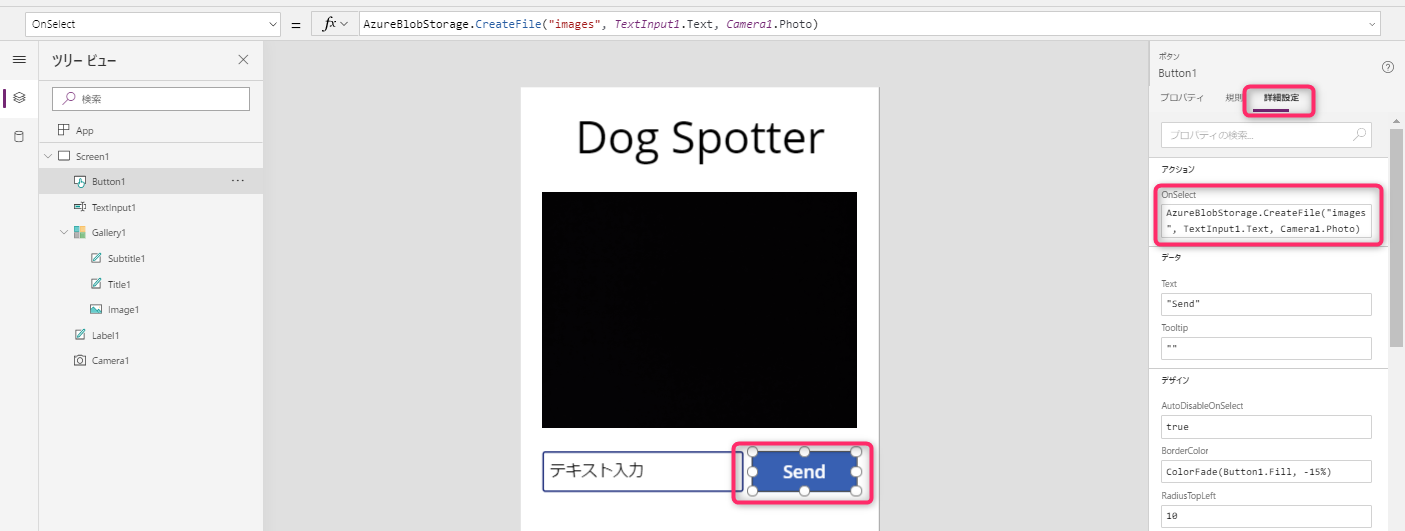 OnSelect
=
fx
AzureBlobStorage.CreateFile("images", TextInput1.Text, Camera1.Photo)
ツリー ビュー
検索
App
Screen1
Button1
...
TextInput1
Gallery1
Subtitle1
Title1
Image1
Label1
Camera1
Dog Spotter
テキスト入力
Send
ボタン
Button1
?
プロパティ
規則
詳細設定
プロパティの検索...
アクション
OnSelect
AzureBlobStorage.CreateFile("images
", TextInput1.Text, Camera1.Photo)
データ
Text
"Send"
Tooltip
""
デザイン
AutoDisableOnSelect
true
BorderColor
ColorFade(Button1.Fill, -15%)
RadiusTopLeft
10